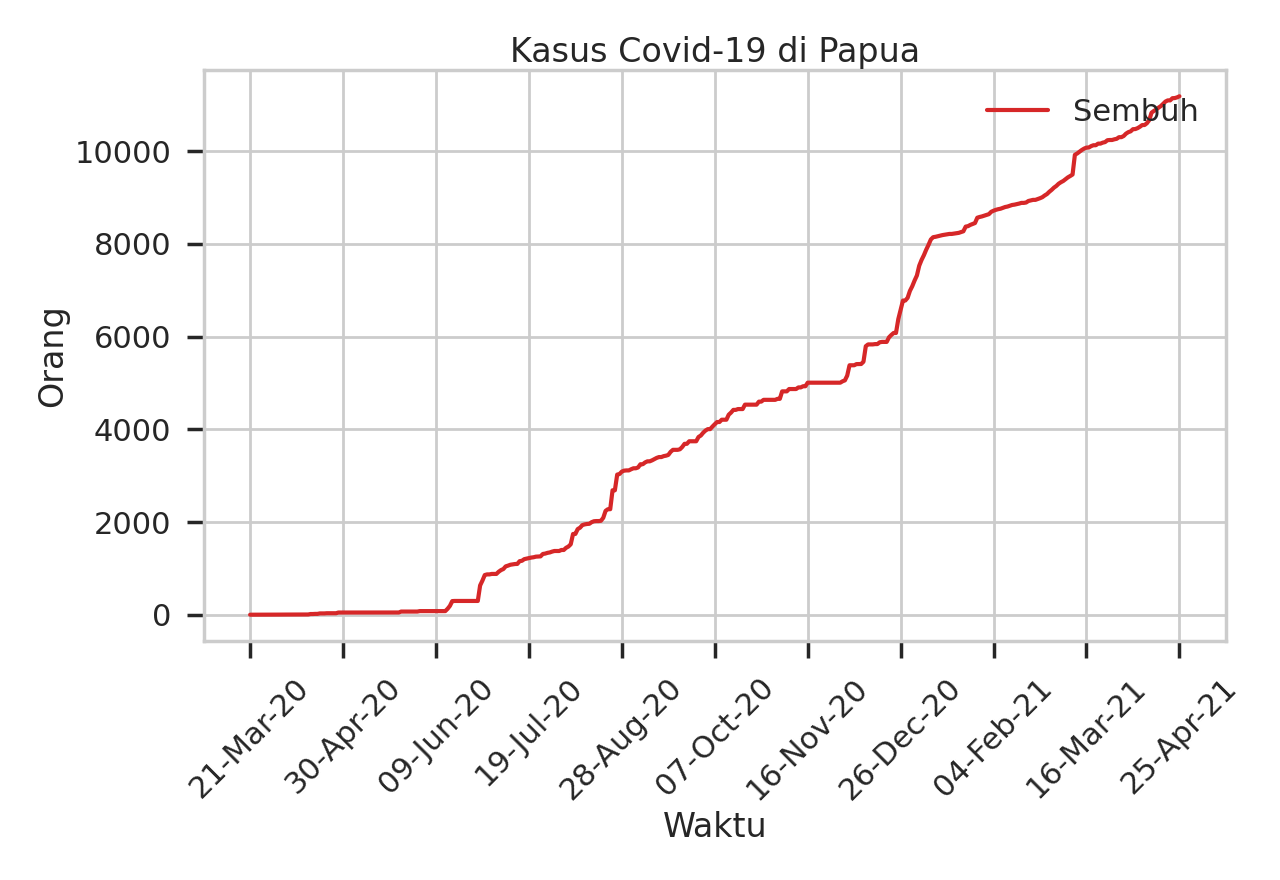 Kasus Covid-19 di Papua
Sembuh
Orang
10000
8000
6000
4000
2000
0
21-Mar-20
30-Apr-20
09-Jun-20
19-Jul-20
28-Aug-20
07-Oct-20
16-Nov-20
26-Dec-20
04-Feb-21
16-Mar-21
25-Apr-21
Waktu